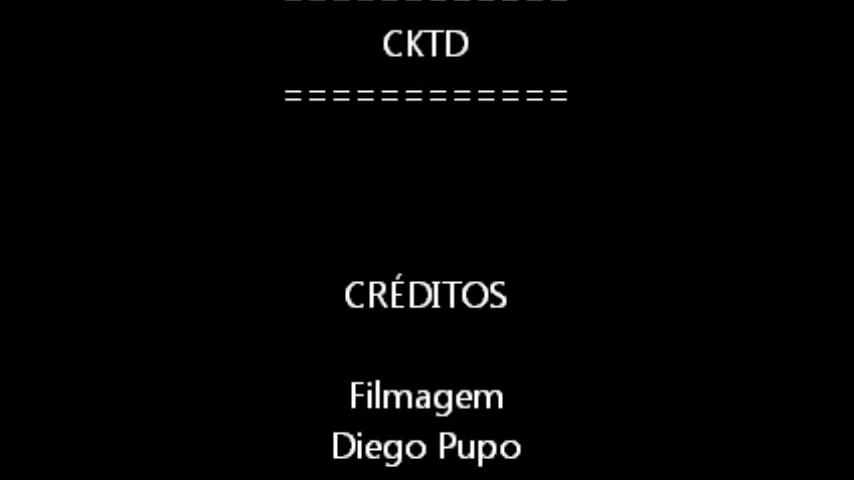 ============
CKTD
============
CRÉDITOS
Filmagem
Diego Pupo